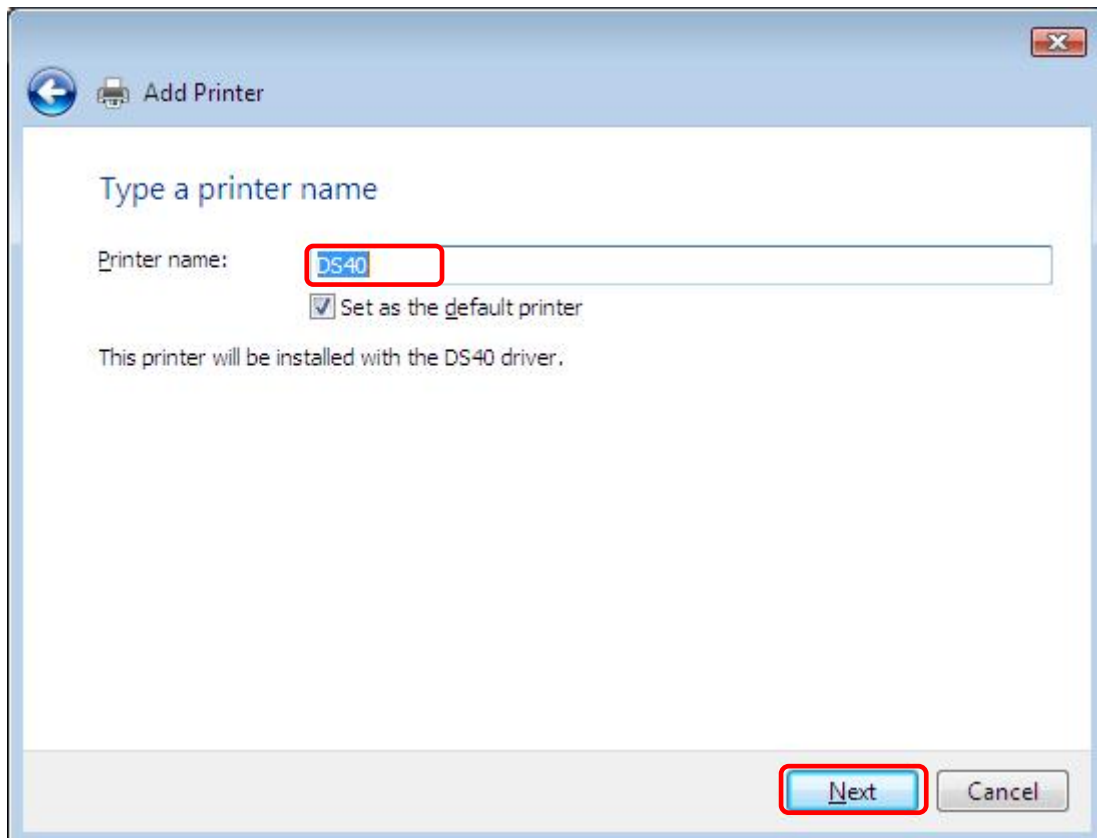 Add Printer
Type a printer name
Printer name: DS40
Set as the default printer
This printer will be installed with the DS40 driver.
Next Cancel